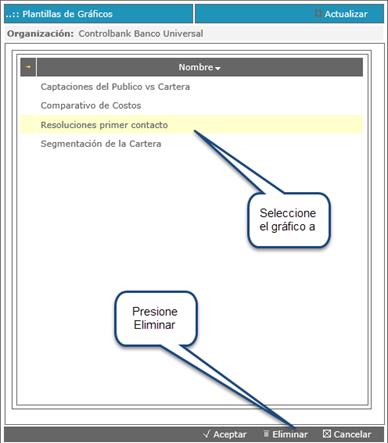 ..:: Plantillas de Gráficos
Actualizar
Organización: Controlbank Banco Universal
Nombre
Captaciones del Publico vs Cartera
Comparativo de Costos
Resoluciones primer contacto
Segmentación de la Cartera
Seleccione
el gráfico a
Presione
Eliminar
Aceptar
Eliminar
Cancelar